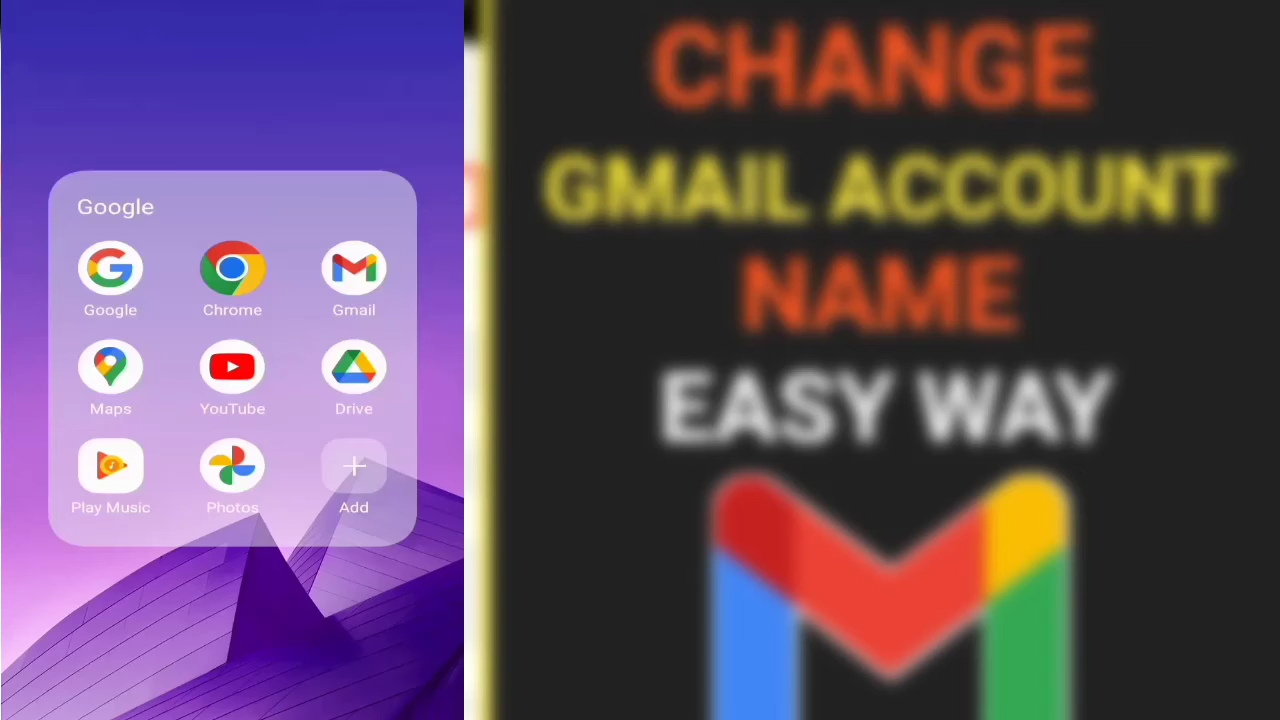 Google
Google
Chrome
Gmail
Maps
YouTube
Drive
Play Music
Photos
Add
CHANGE
GMAIL ACCOUNT
NAME
EASY WAY